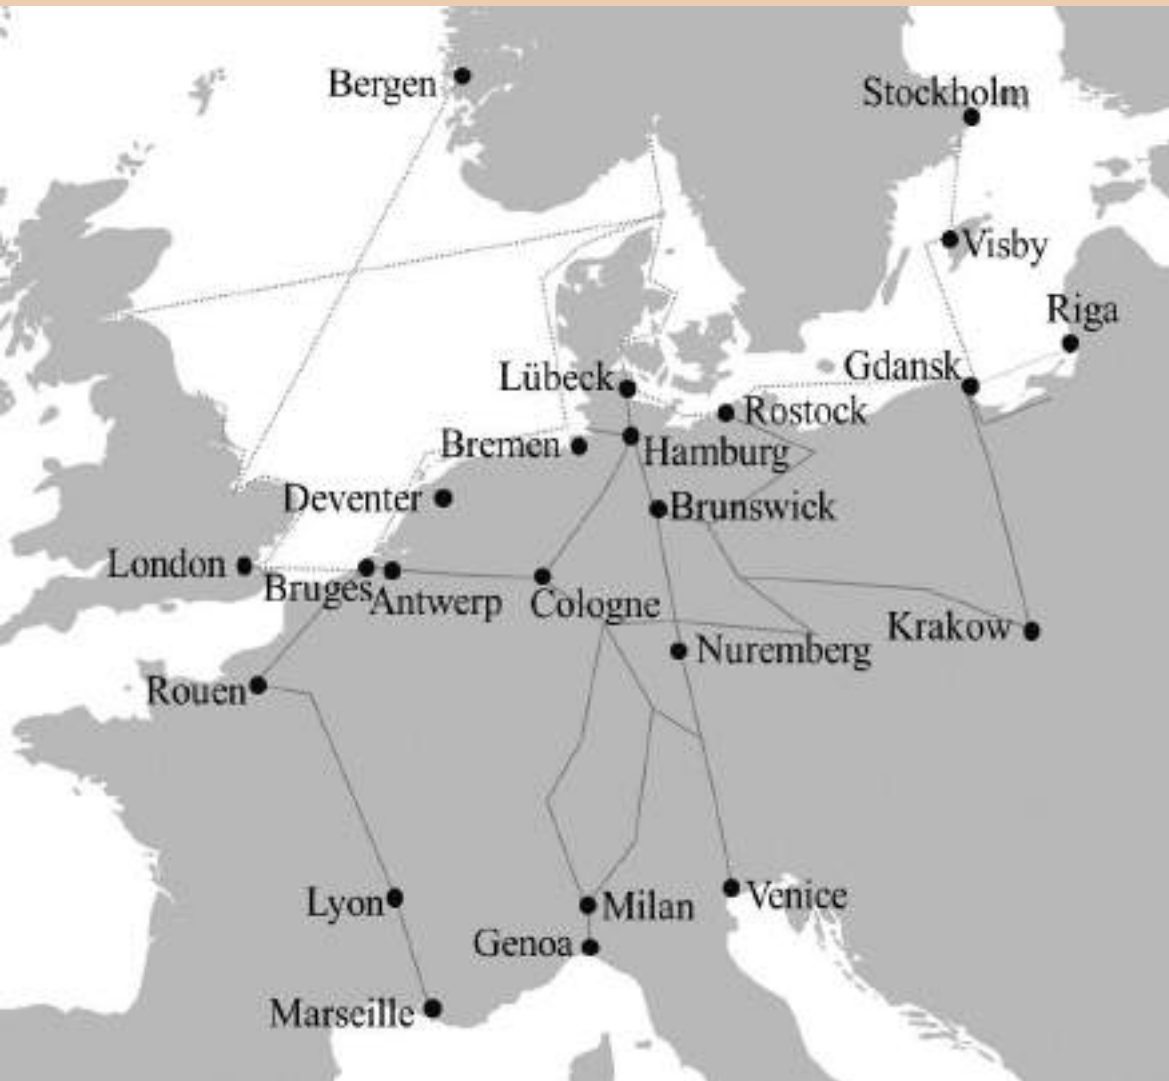 Bergen
Stockholm
Visby
Riga
Gdansk
Lübeck
Rostock
Bremen
Hamburg
Deventer
Brunswick
London
Bruges
Antwerp
Cologne
Krakow
Nuremberg
Rouen
Venice
Lyon
Milan
Genoa
Marseille